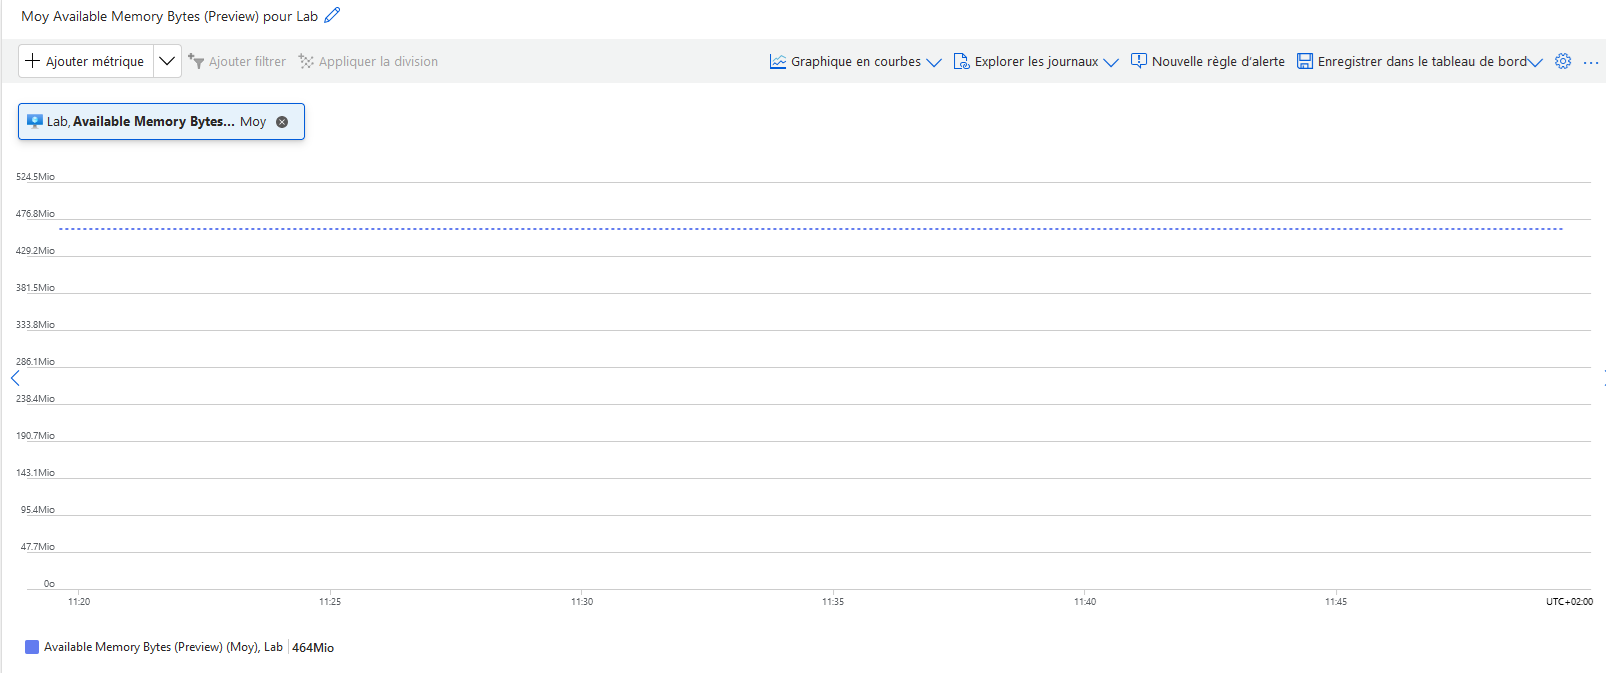 Moy Available Memory Bytes (Preview) pour Lab
Ajouter métrique
Ajouter filtrer
Appliquer la division
Graphique en courbes
Explorer les journaux
Nouvelle règle d’alerte
Enregistrer dans le tableau de bord
...
Lab, Available Memory Bytes... Moy
524.5Mio
476.8Mio
429.2Mio
381.5Mio
333.8Mio
286.1Mio
238.4Mio
190.7Mio
143.1Mio
95.4Mio
47.7Mio
0o
11:20 11:25 11:30 11:35 11:40 11:45 UTC+02:00
Available Memory Bytes (Preview) (Moy), Lab 464Mio